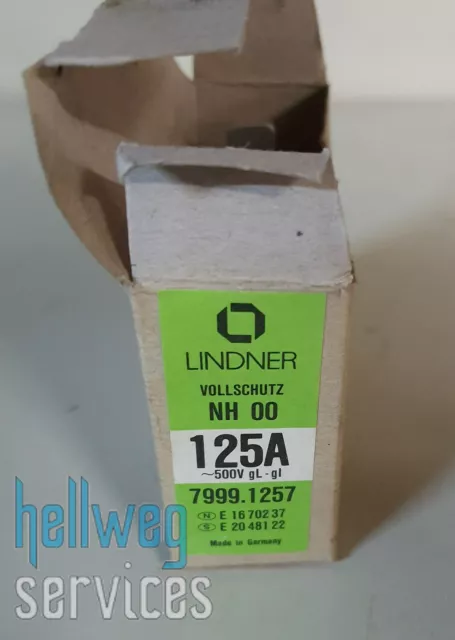 LINDNER
VOLLSCHUTZ
NH 00
125A
~500V gL-gI
7999.1257
N E 16 702 37
S E 20 481 22
Made in Germany
hellweg
services